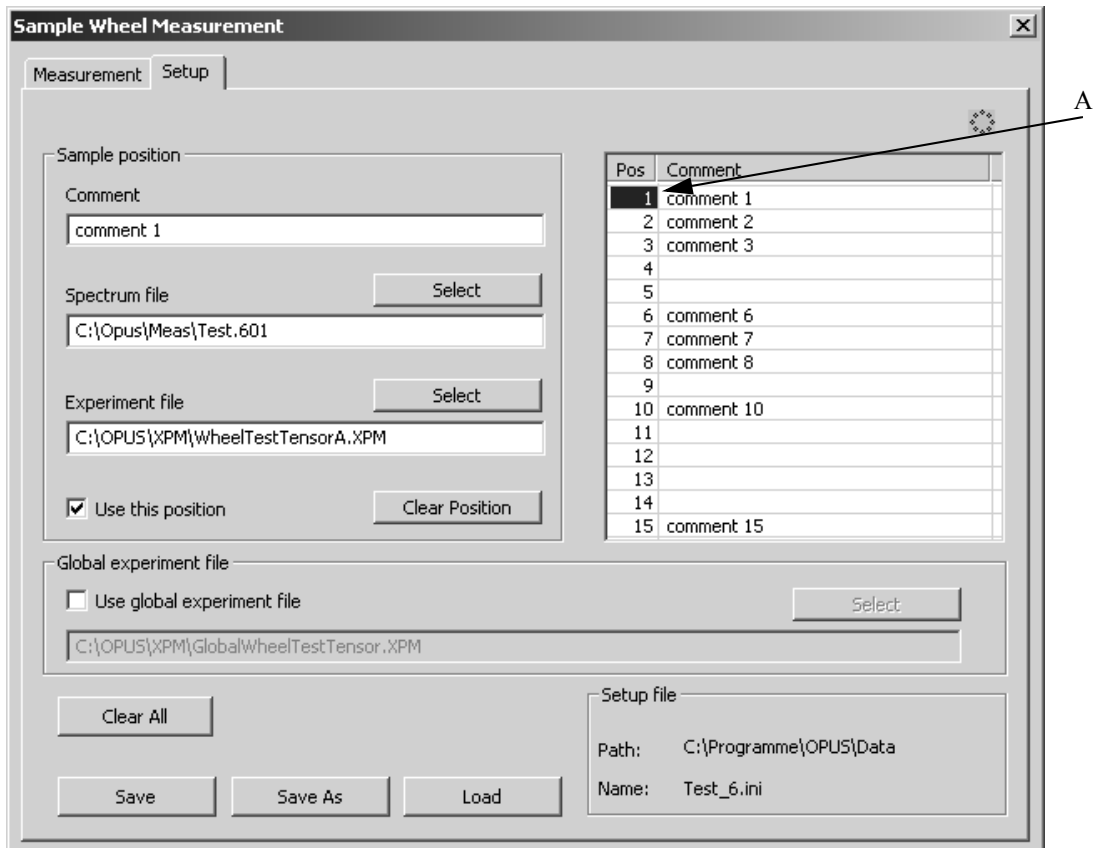 Sample Wheel Measurement
Measurement Setup
A
Sample position
Comment
comment 1
Spectrum file Select
C:\Opus\Meas\Test.601
Experiment file Select
C:\OPUS\XPM\WheelTestTensorA.XPM
Use this position Clear Position
Pos Comment
1 comment 1
2 comment 2
3 comment 3
4
5
6 comment 6
7 comment 7
8 comment 8
9
10 comment 10
11
12
13
14
15 comment 15
Global experiment file
Use global experiment file Select
C:\OPUS\XPM\GlobalWheelTestTensor.XPM
Clear All
Save Save As Load
Setup file
Path: C:\Programme\OPUS\Data
Name: Test_6.ini